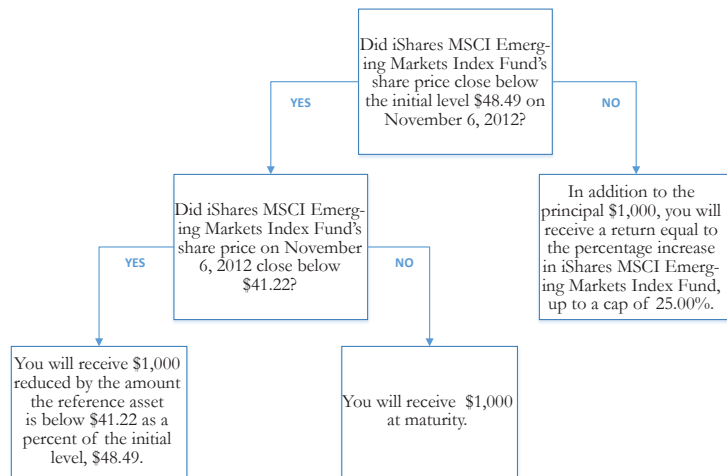 Did iShares MSCI Emerg-
ing Markets Index Fund's
share price close below
the initial level $48.49 on
November 6, 2012?
YES
NO
Did iShares MSCI Emerg-
ing Markets Index Fund's
share price on November
6, 2012 close below
$41.22?
In addition to the
principal $1,000, you will
receive a return equal to
the percentage increase
in iShares MSCI Emerg-
ing Markets Index Fund,
up to a cap of 25.00%.
YES
NO
You will receive $1,000
reduced by the amount
the reference asset
is below $41.22 as a
percent of the initial
level, $48.49.
You will receive $1,000
at maturity.